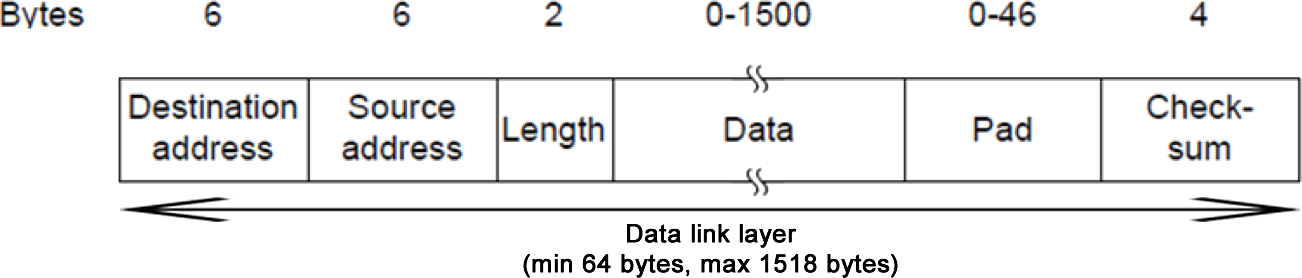 Bytes 6 6 2 0-1500 0-46 4
Destination address
Source address
Length
Data
Pad
Check-
sum
Data link layer
(min 64 bytes, max 1518 bytes)